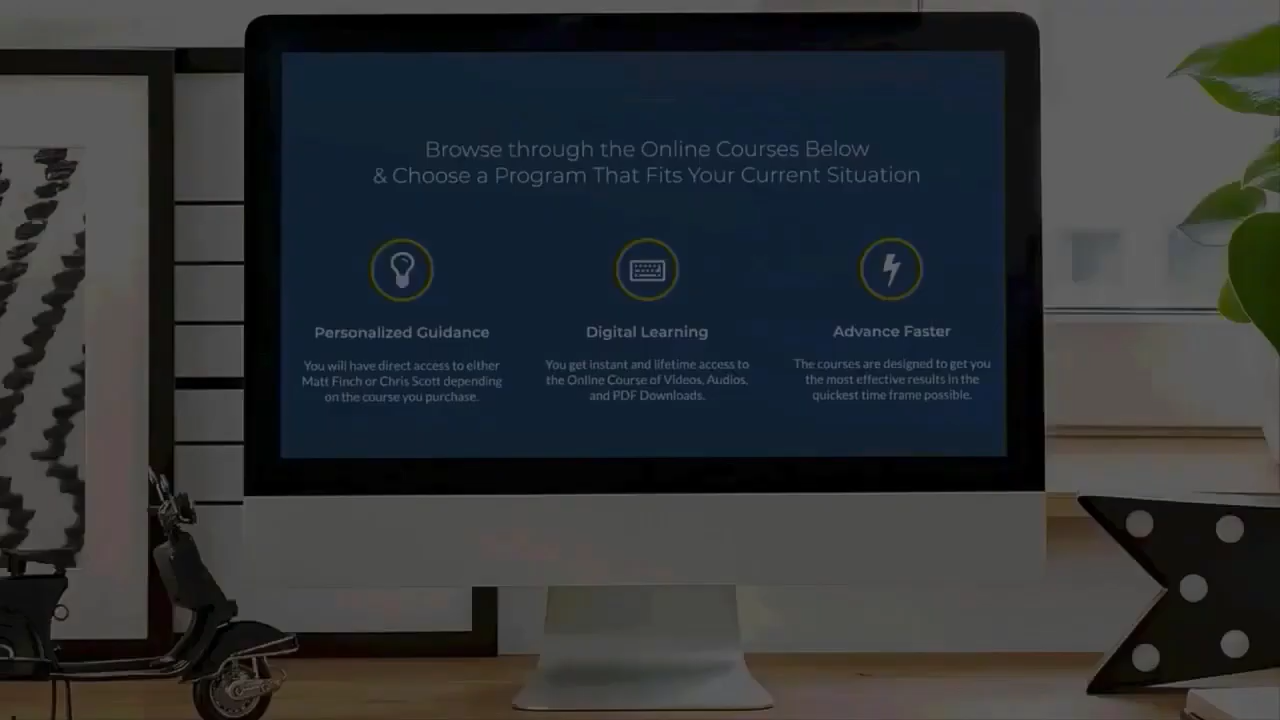 Browse through the Online Courses Below
& Choose a Program That Fits Your Current Situation
Personalized Guidance
You will have direct access to either
Matt Finch or Chris Scott depending
on the course you purchase.
Digital Learning
You get instant and lifetime access to
the Online Course of Videos, Audios,
and PDF Downloads.
Advance Faster
The courses are designed to get you
the most effective results in the
quickest time frame possible.